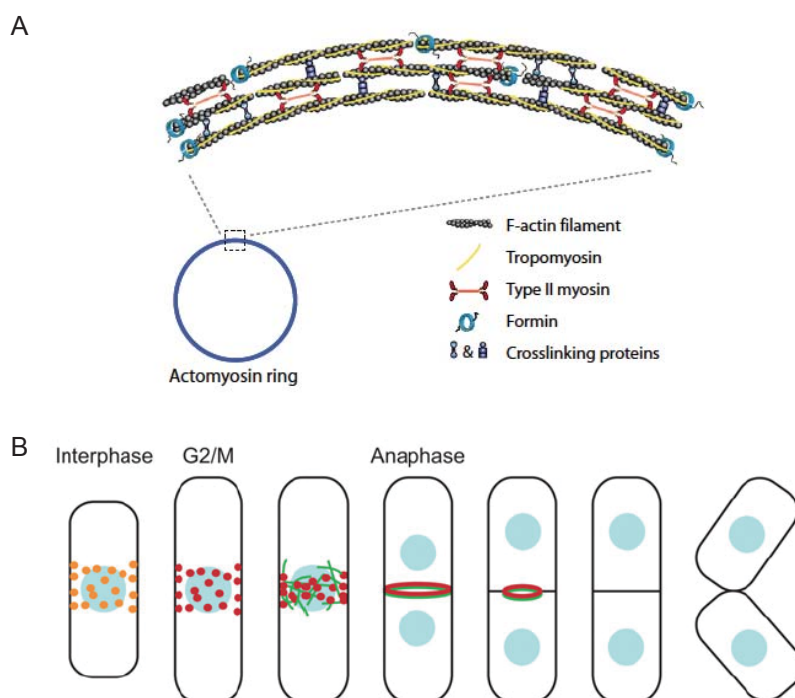 A
F-actin filament
Tropomyosin
Type II myosin
Formin
& Crosslinking proteins
Actomyosin ring
B
Interphase G2/M Anaphase